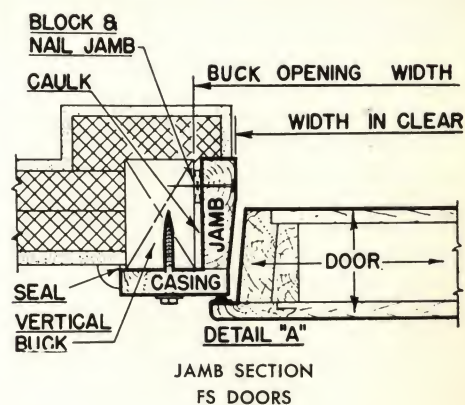 BLOCK &
NAIL JAMB
CAULK
BUCK OPENING WIDTH
WIDTH IN CLEAR
JAMB
DOOR
CASING
SEAL
VERTICAL
BUCK
DETAIL "A"
JAMB SECTION
FS DOORS